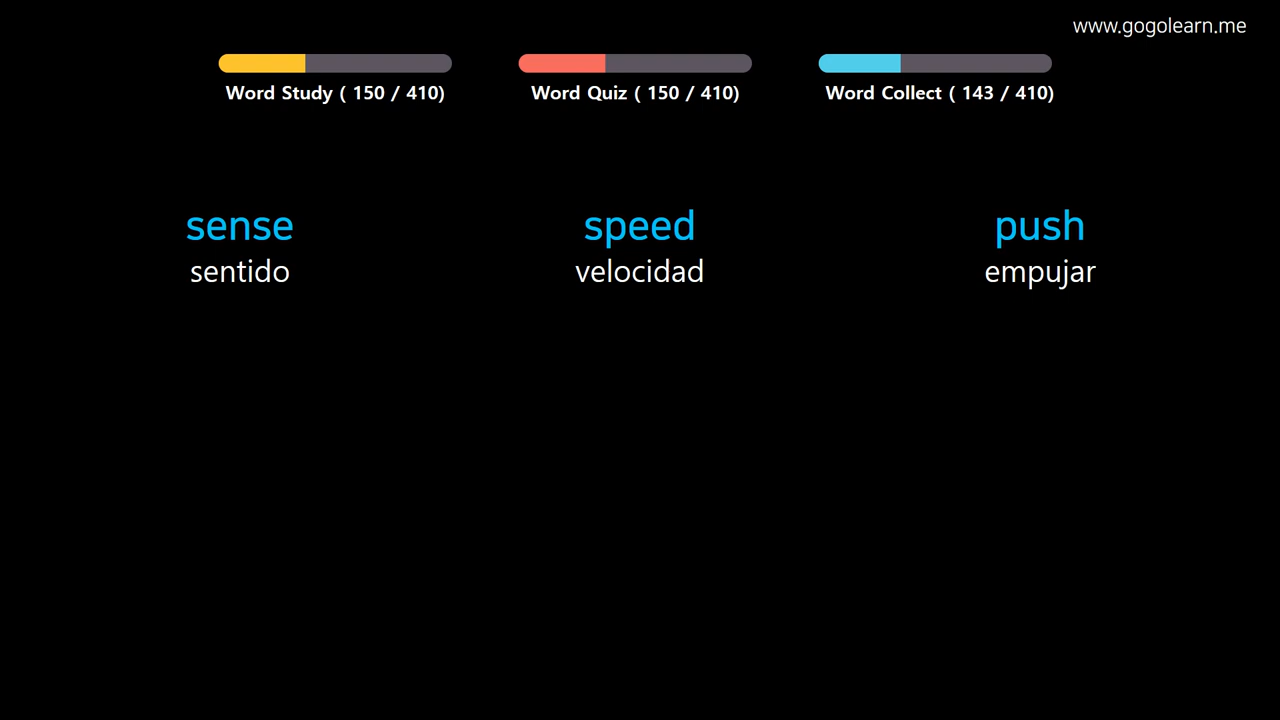 www.gogolearn.me
Word Study ( 150 / 410)
Word Quiz ( 150 / 410)
Word Collect ( 143 / 410)
sense
speed
push
sentido
velocidad
empujar